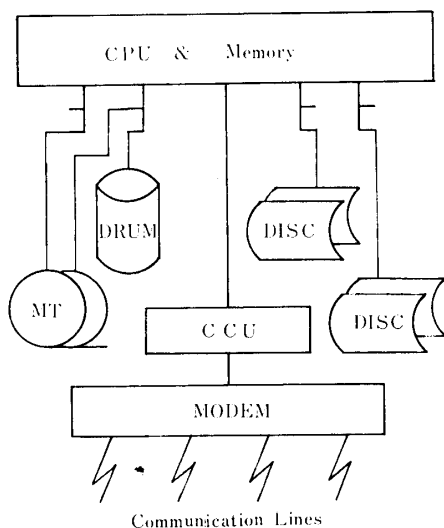 CPU & Memory
DRUM
DISC
MT
DISC
CCU
MODEM
Communication Lines